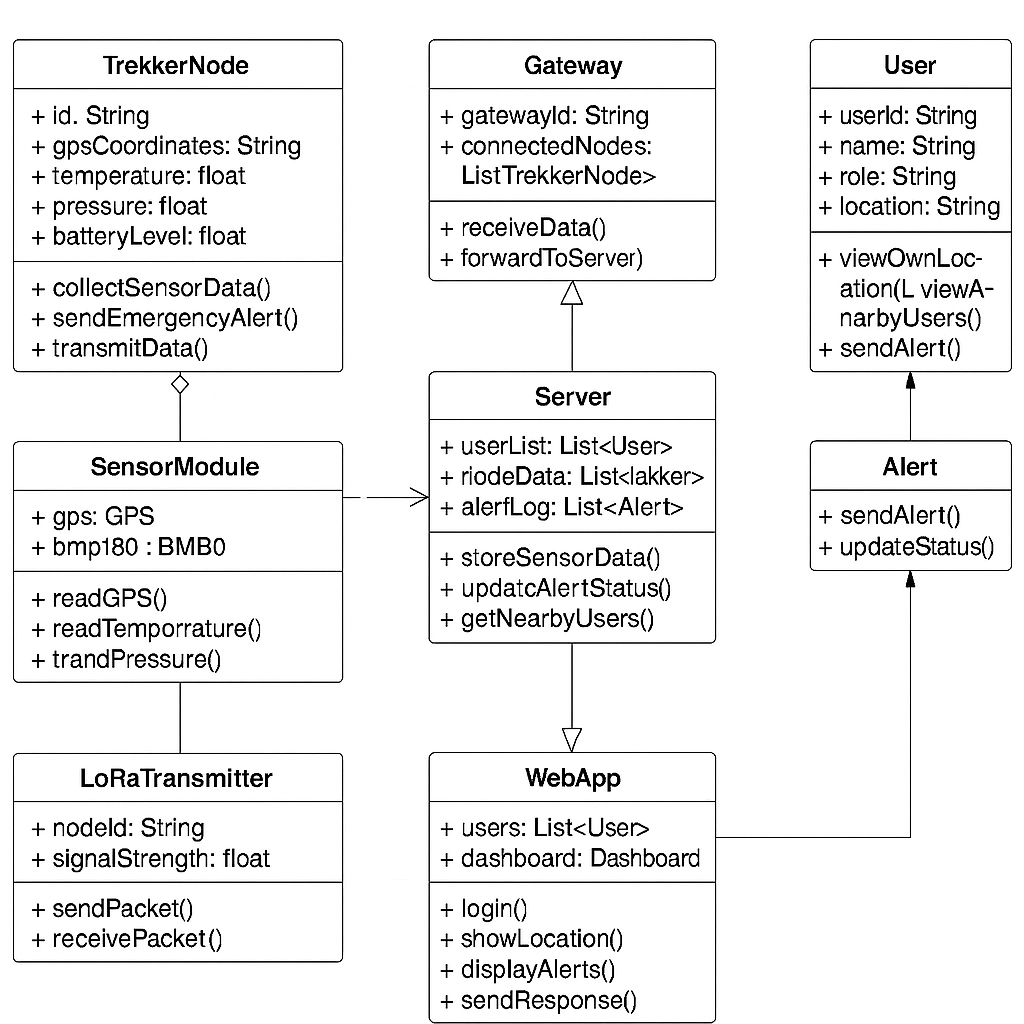 TrekkerNode
+ id. String
+ gpsCoordinates: String
+ temperature: float
+ pressure: float
+ batteryLevel: float
+ collectSensorData()
+ sendEmergencyAlert()
+ transmitData()
SensorModule
+ gps: GPS
+ bmp180 : BMB0
+ readGPS()
+ readTemporrature()
+ trandPressure()
LoRaTransmitter
+ nodeId: String
+ signalStrength: float
+ sendPacket()
+ receivePacket()
Gateway
+ gatewayId: String
+ connectedNodes:
ListTrekkerNode>
+ receiveData()
+ forwardToServer)
Server
+ userList: List<User>
+ riodeData: List<lakker>
+ alerfLog: List<Alert>
+ storeSensorData()
+ updatcAlertStatus()
+ getNearbyUsers()
WebApp
+ users: List<User>
+ dashboard: Dashboard
+ login()
+ showLocation()
+ displayAlerts()
+ sendResponse()
User
+ userId: String
+ name: String
+ role: String
+ location: String
+ viewOwnLoc-
ation(L viewA-
narbyUsers()
+ sendAlert()
Alert
+ sendAlert()
+ updateStatus()